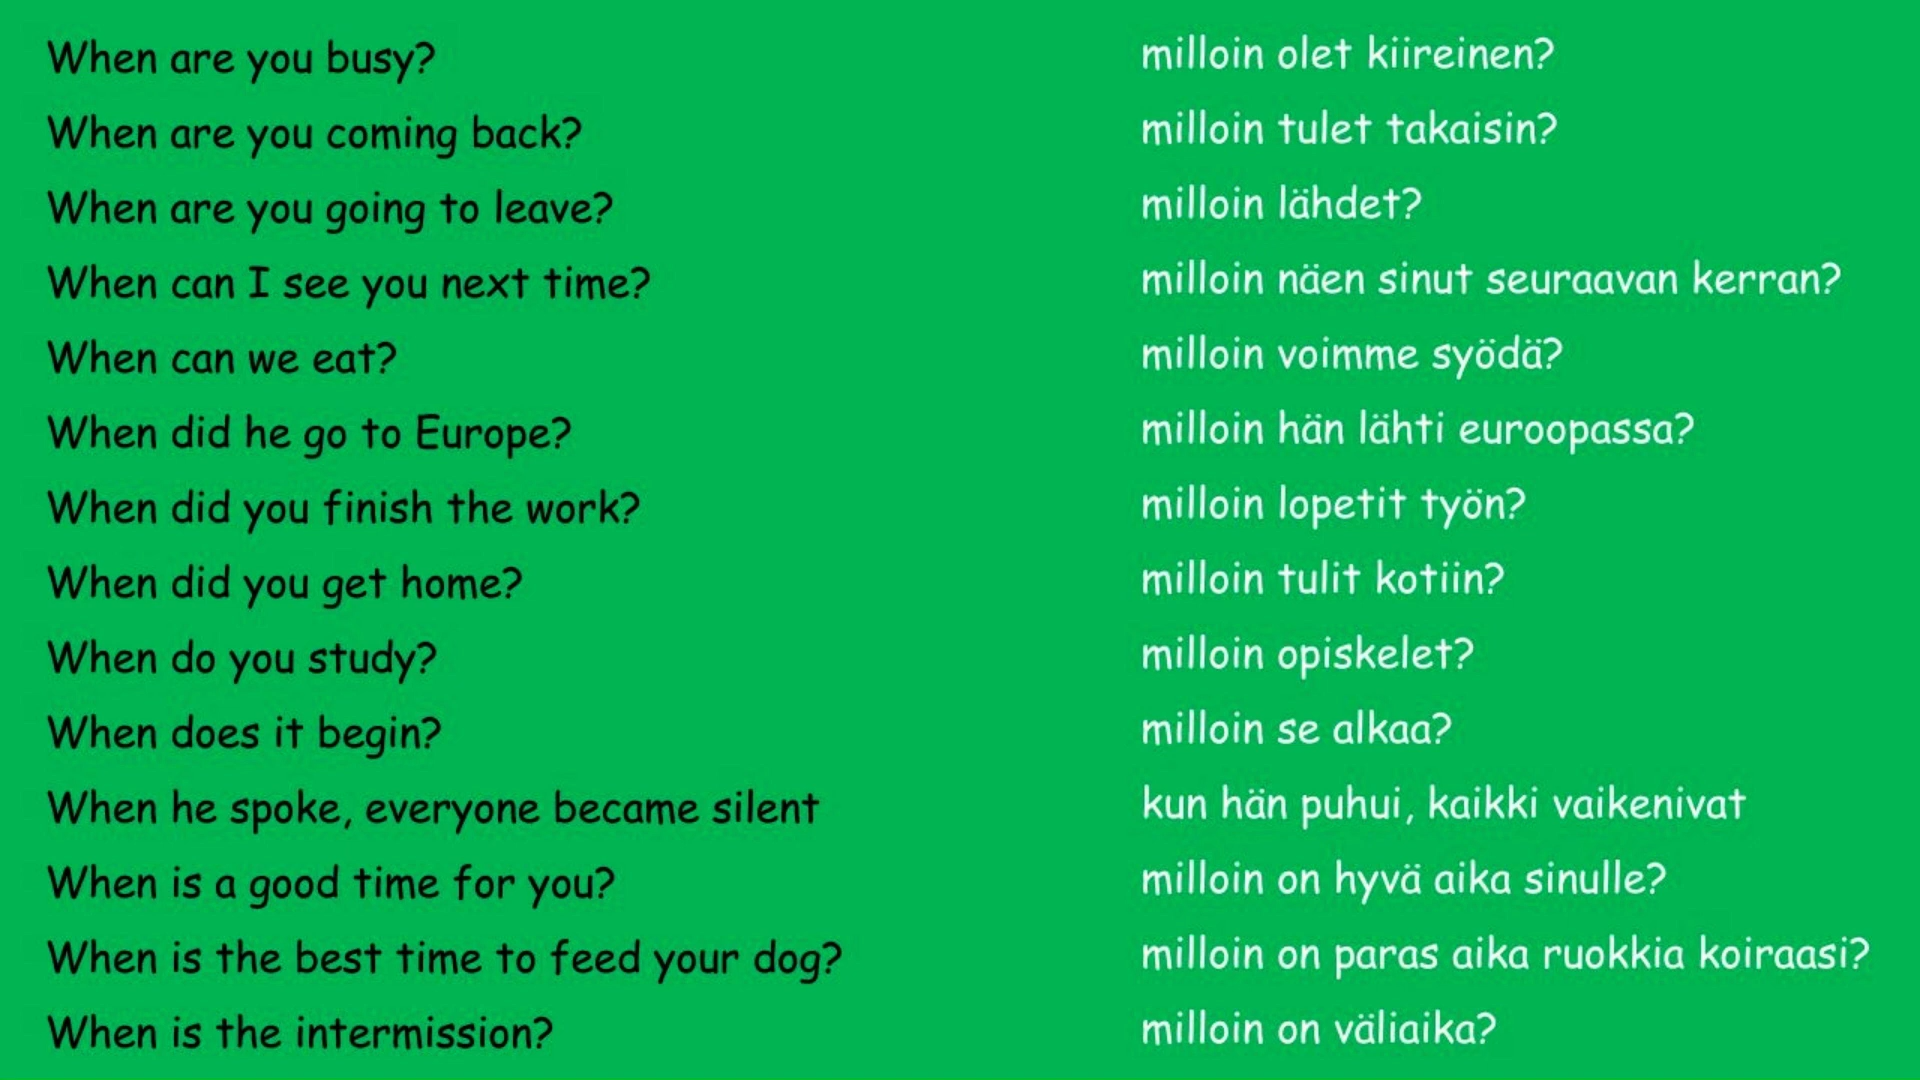 When are you busy? milloin olet kiireinen?
When are you coming back? milloin tulet takaisin?
When are you going to leave? milloin lähdet?
When can I see you next time? milloin näen sinut seuraavan kerran?
When can we eat? milloin voimme syödä?
When did he go to Europe? milloin hän lähti euroopassa?
When did you finish the work? milloin lopetit työn?
When did you get home? milloin tulit kotiin?
When do you study? milloin opiskelet?
When does it begin? milloin se alkaa?
When he spoke, everyone became silent kun hän puhui, kaikki vaikenivat
When is a good time for you? milloin on hyvä aika sinulle?
When is the best time to feed your dog? milloin on paras aika ruokkia koiraasi?
When is the intermission? milloin on väliaika?